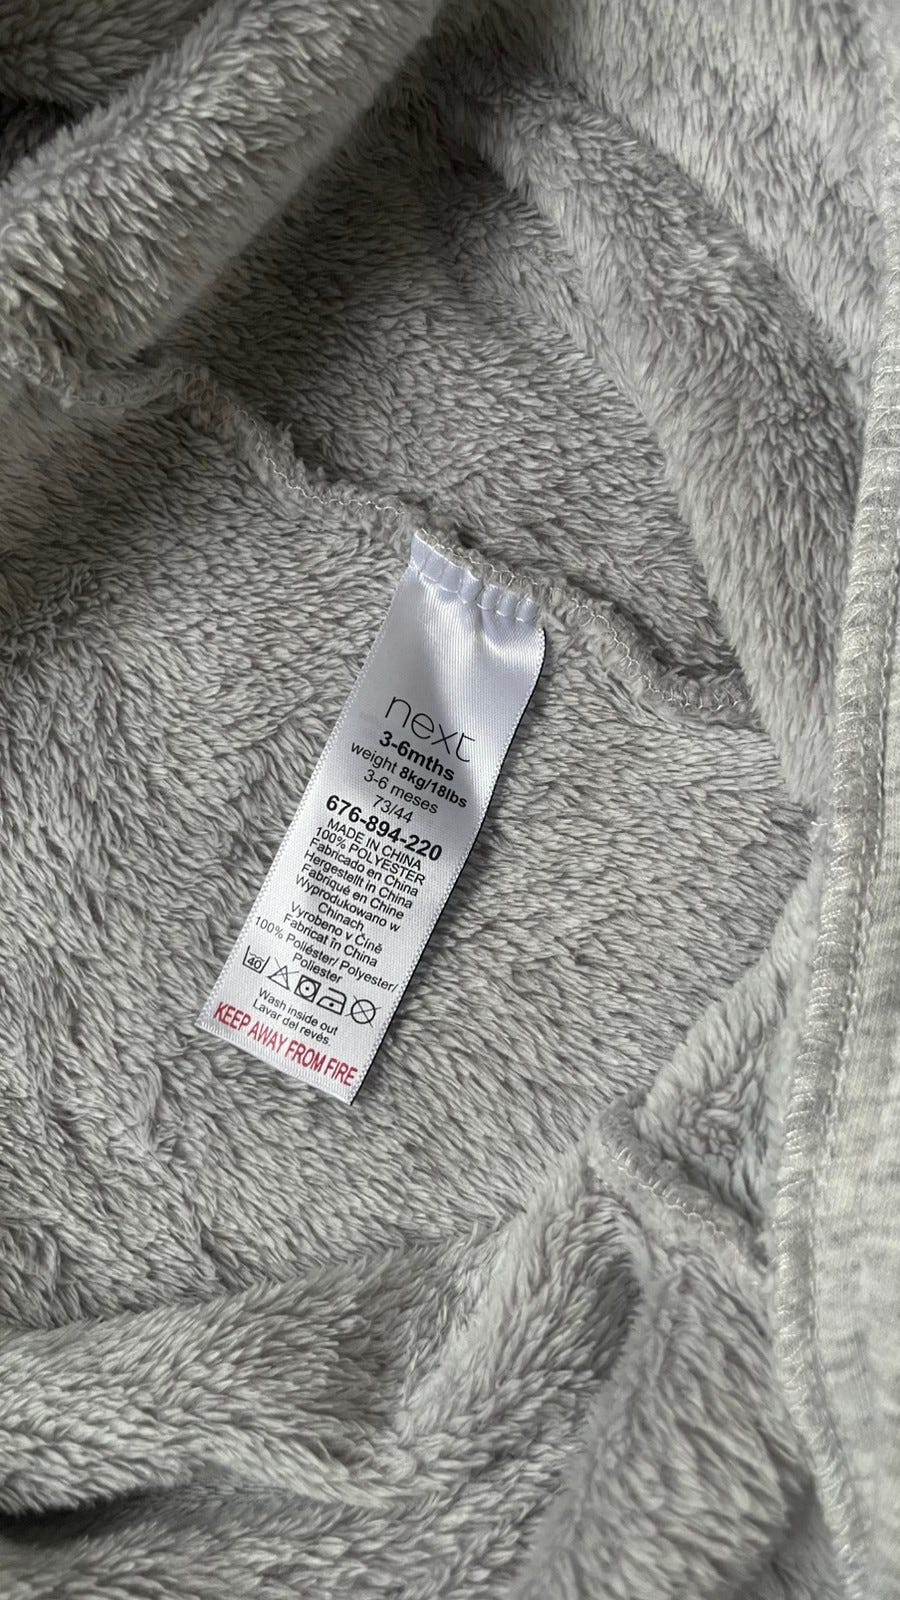 next
3-6mths
weight 8kg/18lbs
3-6 meses
73/44
676-894-220
MADE IN CHINA
100% POLYESTER
Fabricado en China
Hergestellt in China
Fabriqué en Chine
Wyprodukowano w
Chinach
Vyrobeno v Číně
Fabricat în China
100% Poliéster/ Polyester/
Poliester
40
Wash inside out
Lavar del revés
KEEP AWAY FROM FIRE